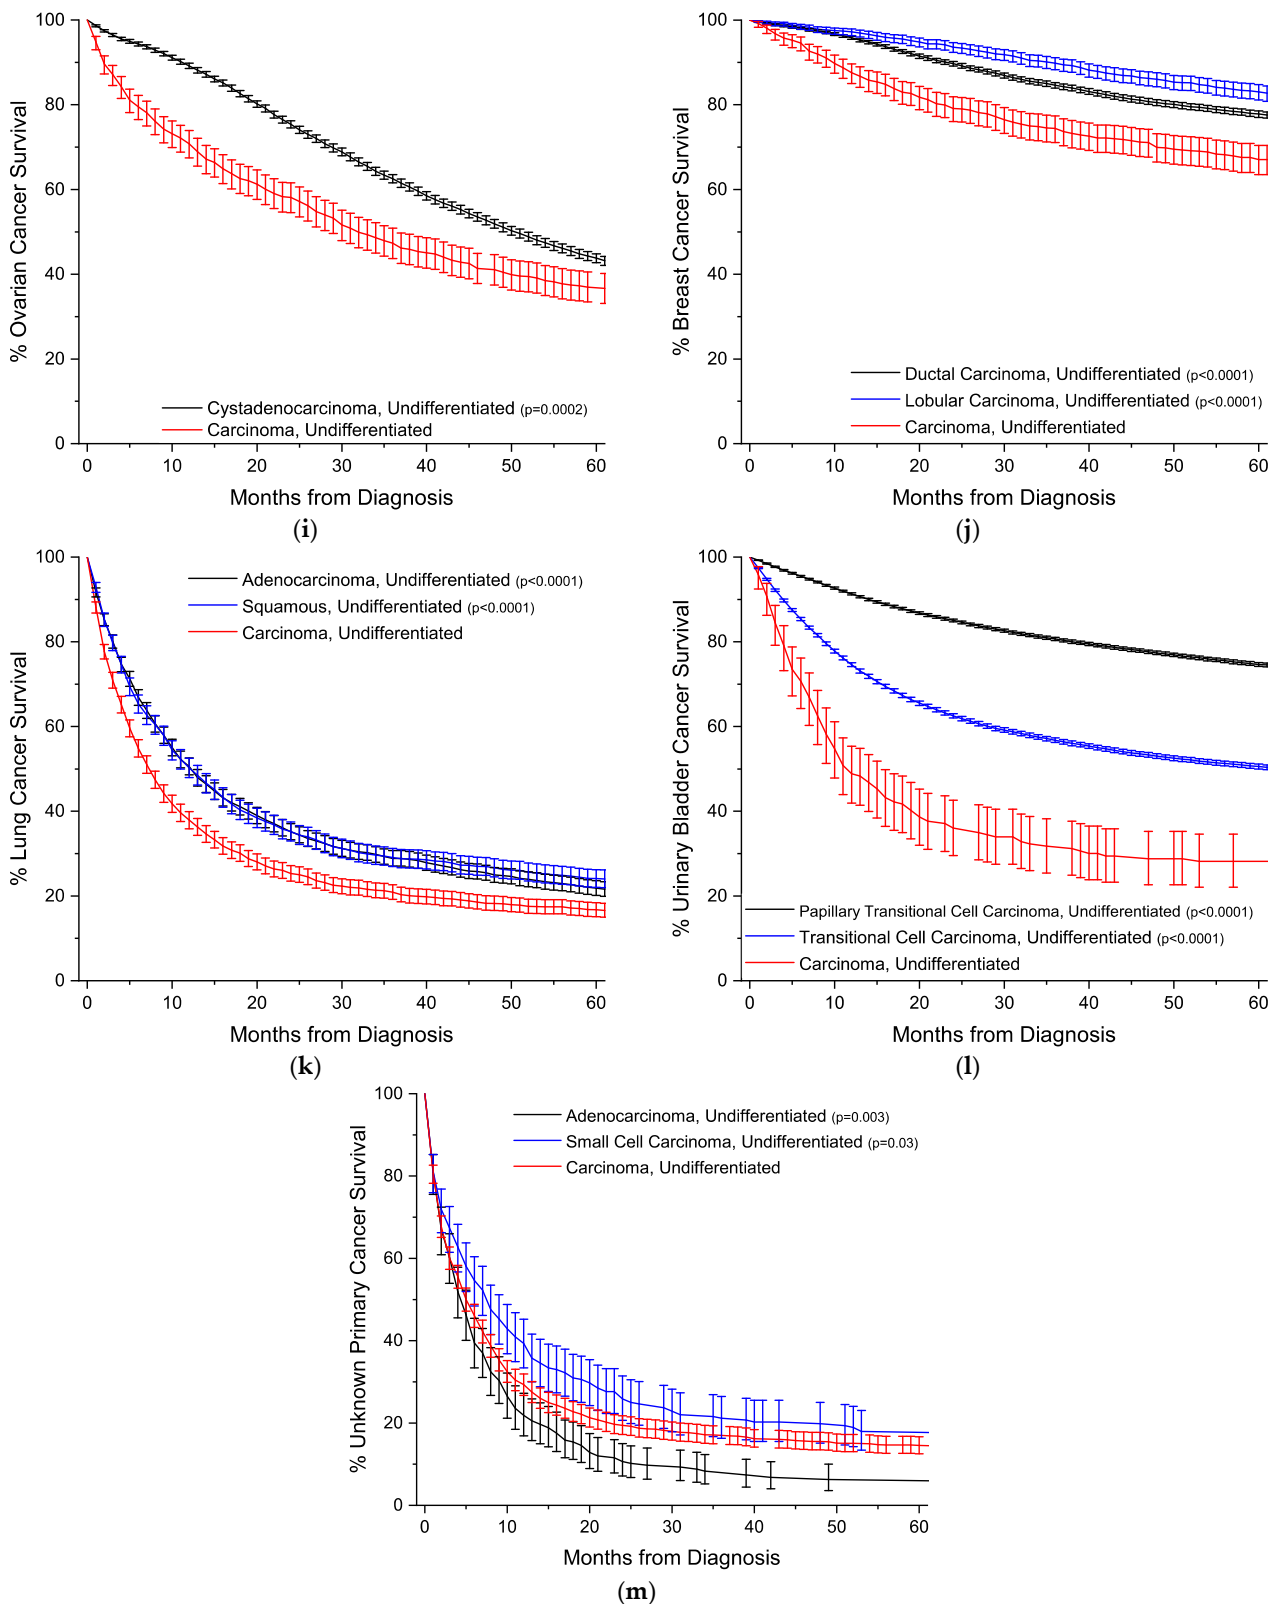 100
80
60
40
20
0
% Ovarian Cancer Survival
Cystadenocarcinoma, Undifferentiated (p=0.0002)
Carcinoma, Undifferentiated
0 10 20 30 40 50 60
Months from Diagnosis
(i)
100
80
60
40
20
0
% Breast Cancer Survival
Ductal Carcinoma, Undifferentiated (p<0.0001)
Lobular Carcinoma, Undifferentiated (p<0.0001)
Carcinoma, Undifferentiated
0 10 20 30 40 50 60
Months from Diagnosis
(j)
100
80
60
40
20
0
% Lung Cancer Survival
Adenocarcinoma, Undifferentiated (p<0.0001)
Squamous, Undifferentiated (p<0.0001)
Carcinoma, Undifferentiated
0 10 20 30 40 50 60
Months from Diagnosis
(k)
100
80
60
40
20
0
% Urinary Bladder Cancer Survival
Papillary Transitional Cell Carcinoma, Undifferentiated (p<0.0001)
Transitional Cell Carcinoma, Undifferentiated (p<0.0001)
Carcinoma, Undifferentiated
0 10 20 30 40 50 60
Months from Diagnosis
(l)
100
80
60
40
20
0
% Unknown Primary Cancer Survival
Adenocarcinoma, Undifferentiated (p=0.003)
Small Cell Carcinoma, Undifferentiated (p=0.03)
Carcinoma, Undifferentiated
0 10 20 30 40 50 60
Months from Diagnosis
(m)